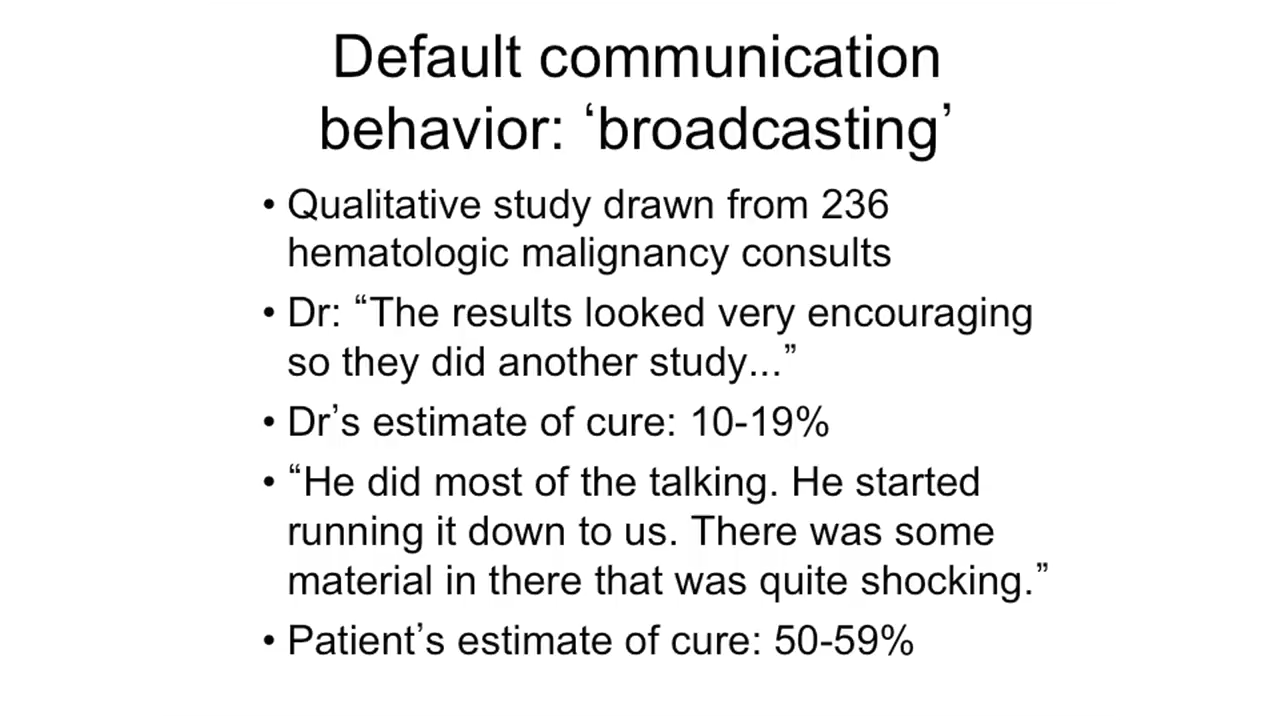 Default communication
behavior: ‘broadcasting’
• Qualitative study drawn from 236
hematologic malignancy consults
• Dr: “The results looked very encouraging
so they did another study...”
• Dr’s estimate of cure: 10-19%
• “He did most of the talking. He started
running it down to us. There was some
material in there that was quite shocking.”
• Patient’s estimate of cure: 50-59%